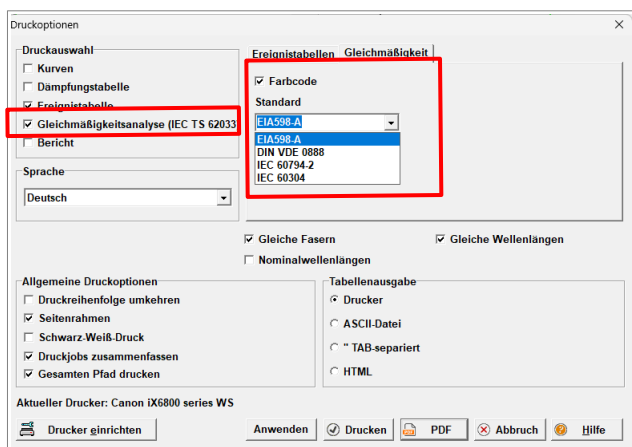 Druckoptionen
Druckauswahl
Kurven
Dämpfungstabelle
Ereignistabelle
Gleichmäßigkeitsanalyse (IEC TS 62033
Bericht
Sprache
Deutsch
Ereignistabellen Gleichmäßigkeit
Farbcode
Standard
EIA598-A
EIA598-A
DIN VDE 0888
IEC 60794-2
IEC 60304
Gleiche Fasern
Gleiche Wellenlängen
Nominalwellenlängen
Allgemeine Druckoptionen
Druckreihenfolge umkehren
Seitenrahmen
Schwarz-Weiß-Druck
Druckjobs zusammenfassen
Gesamten Pfad drucken
Tabellenausgabe
Drucker
ASCII-Datei
" TAB-separiert
HTML
Aktueller Drucker: Canon iX6800 series WS
Drucker einrichten
Anwenden
Drucken
PDF
Abbruch
Hilfe